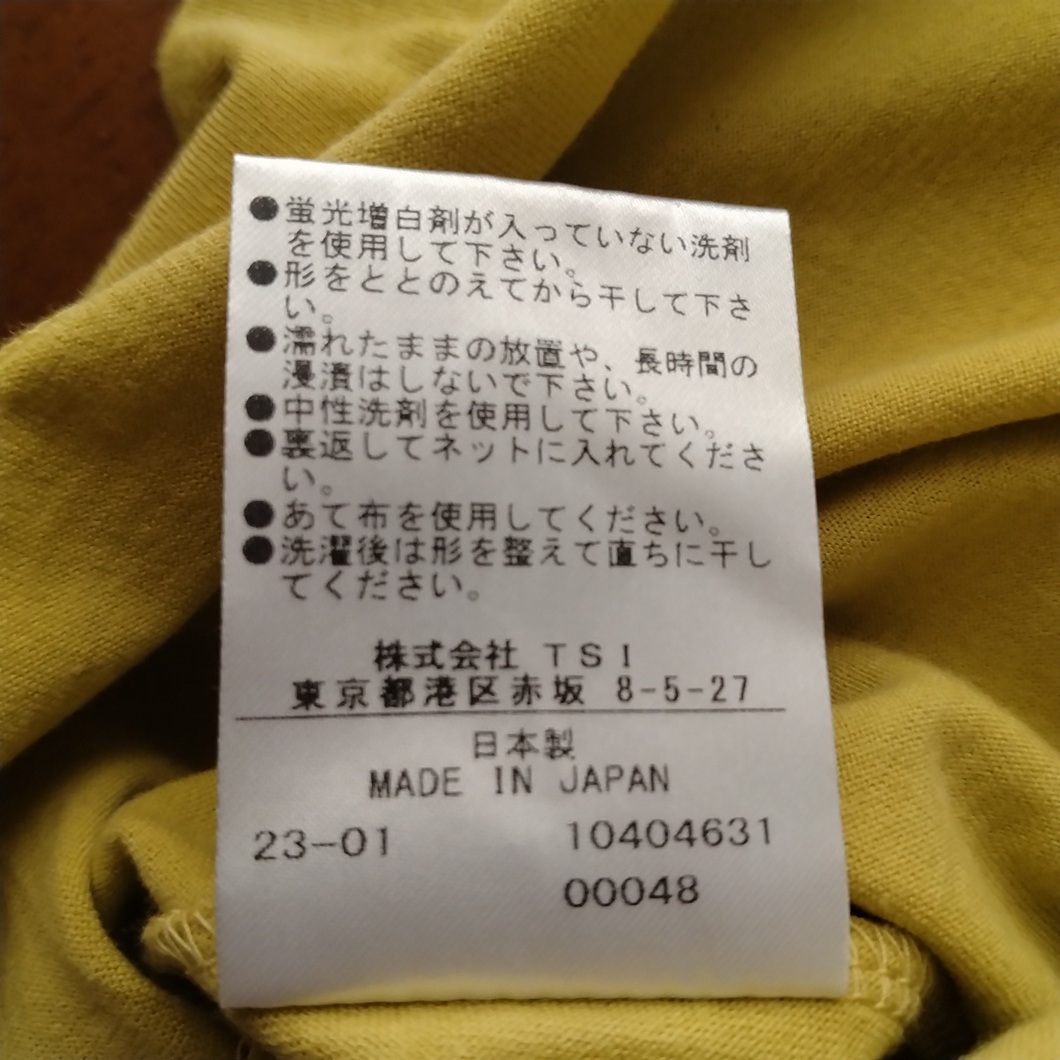 ●蛍光増白剤が入っていない洗剤
を使用して下さい。
●形をととのえてから干して下さ
い。
●濡れたままの放置や、長時間の
浸漬はしないで下さい。
●中性洗剤を使用して下さい。
●裏返してネットに入れてくださ
い。
●あて布を使用してください。
●洗濯後は形を整えて直ちに干し
てください。
株式会社 TSI
東京都港区赤坂 8-5-27
日本製
MADE IN JAPAN
23-01 10404631
00048